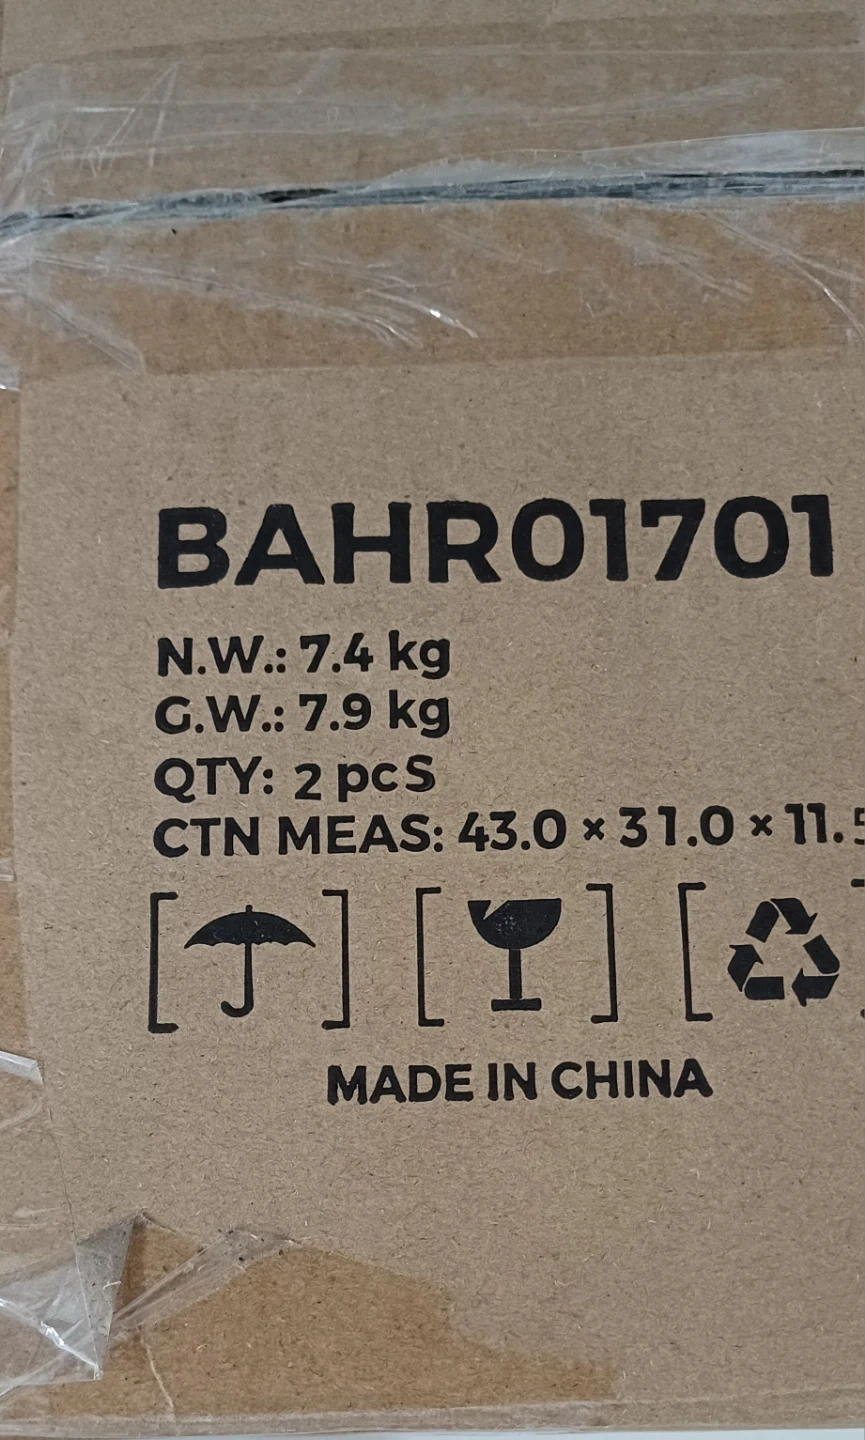 BAHR01701
N.W.: 7.4 kg
G.W.: 7.9 kg
QTY: 2 pcS
CTN MEAS: 43.0 × 31.0 × 11.
MADE IN CHINA